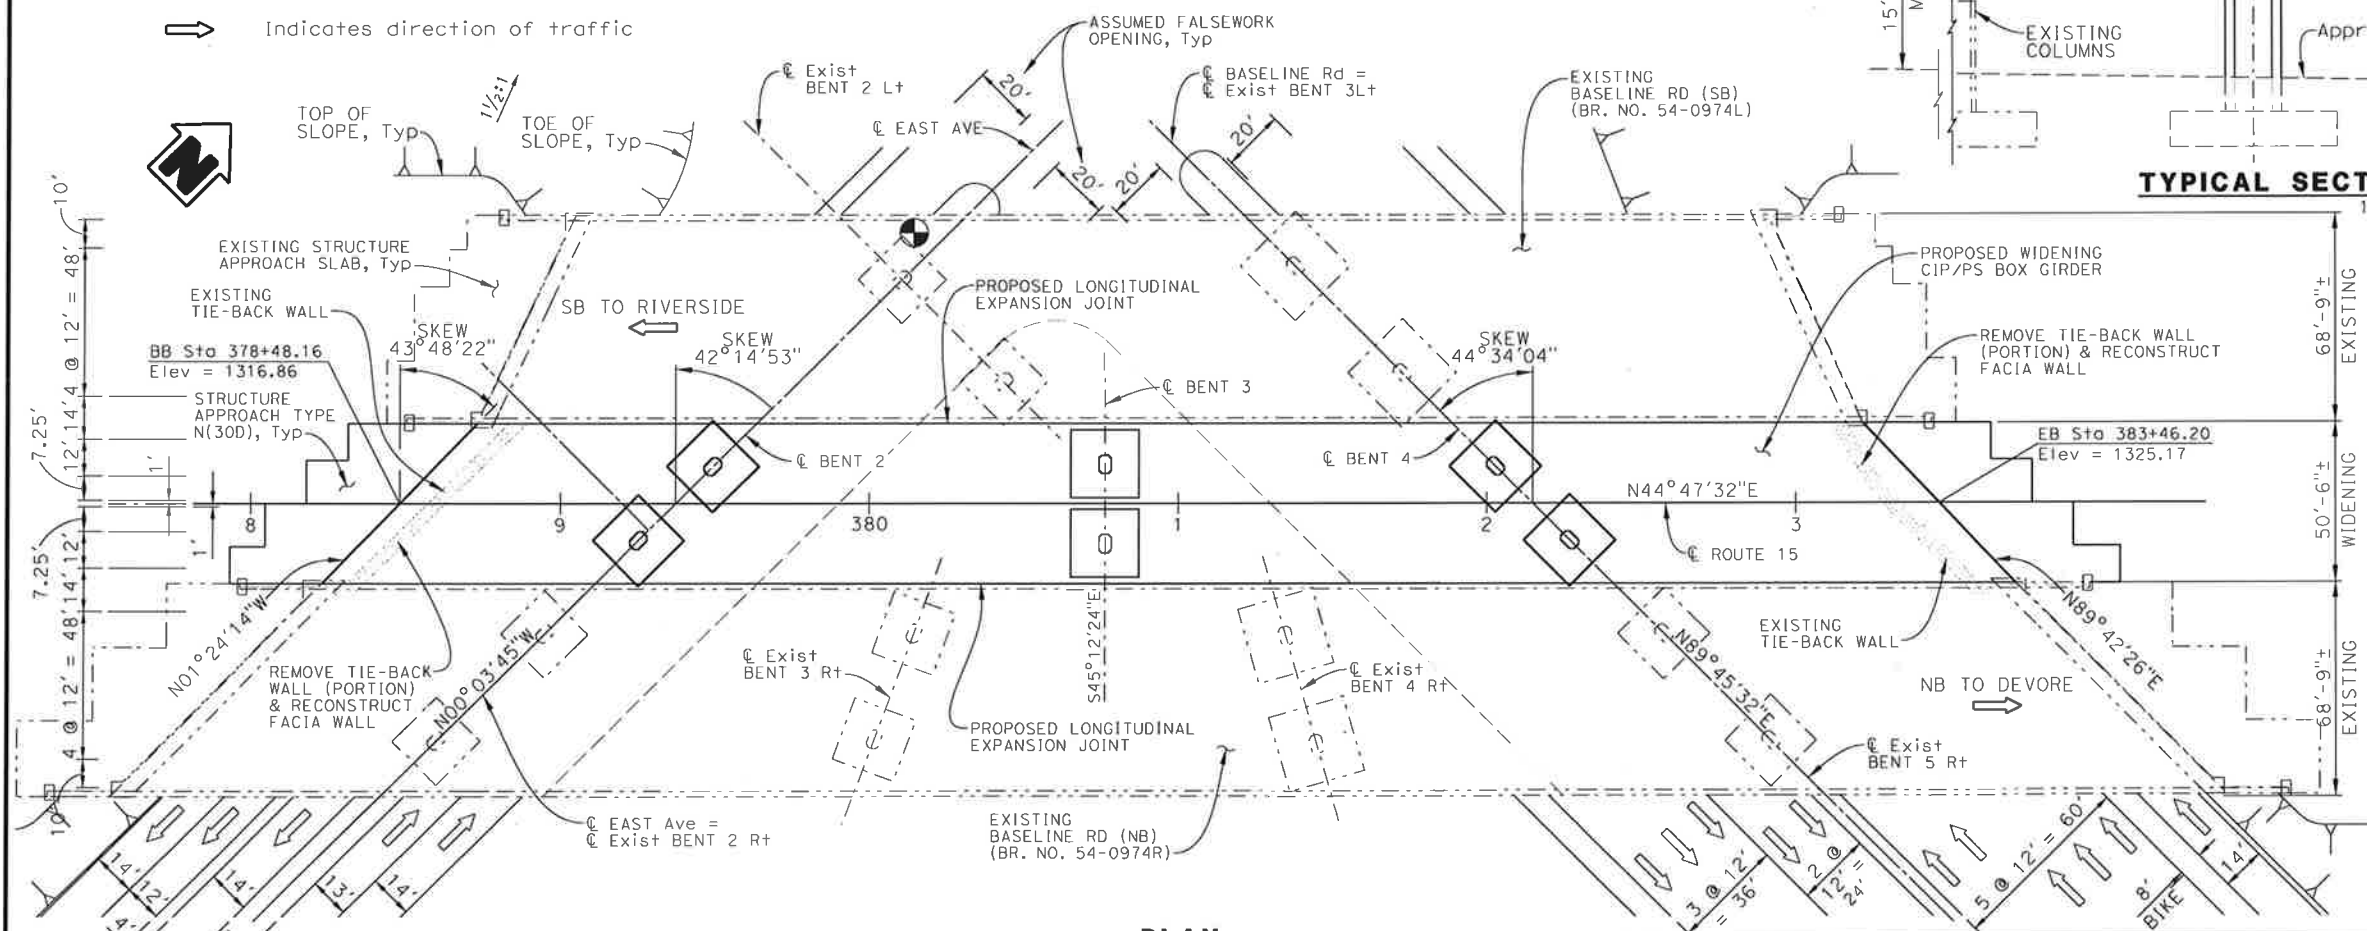 Indicates direction of traffic
ASSUMED FALSEWORK
OPENING, Typ
15'
EXISTING
COLUMNS
TYPICAL SECT
℄ Exist
BENT 2 Lt
20'
℄ BASELINE Rd =
℄ Exist BENT 3Lt
EXISTING
BASELINE RD (SB)
(BR. NO. 54-0974L)
1½:1
TOP OF
SLOPE, Typ
TOE OF
SLOPE, Typ
℄ EAST AVE
20'
20'
20'
N
10'
4 @ 12' = 48'
14'
12'
7.25'
1'
EXISTING STRUCTURE
APPROACH SLAB, Typ
EXISTING
TIE-BACK WALL
SB TO RIVERSIDE
PROPOSED LONGITUDINAL
EXPANSION JOINT
PROPOSED WIDENING
CIP/PS BOX GIRDER
68'-9"±
EXISTING
BB Sta 378+48.16
Elev = 1316.86
SKEW
43°48'22"
SKEW
42°14'53"
SKEW
44°34'04"
REMOVE TIE-BACK WALL
(PORTION) & RECONSTRUCT
FACIA WALL
℄ BENT 3
STRUCTURE
APPROACH TYPE
N(30D), Typ
℄ BENT 2
℄ BENT 4
EB Sta 383+46.20
Elev = 1325.17
N44°47'32"E
50'-6"±
WIDENING
8
9
380
1
2
3
1'
℄ ROUTE 15
7.25'
12'
14'
4 @ 12' = 48'
10'
N01°24'14"W
N00°03'45"W
REMOVE TIE-BACK
WALL (PORTION)
& RECONSTRUCT
FACIA WALL
℄ Exist
BENT 3 Rt
S45°12'24"E
℄ Exist
BENT 4 Rt
N89°45'32"E
EXISTING
TIE-BACK WALL
N89°42'26"E
NB TO DEVORE
68'-9"±
EXISTING
PROPOSED LONGITUDINAL
EXPANSION JOINT
℄ Exist
BENT 5 Rt
℄ EAST Ave =
℄ Exist BENT 2 Rt
EXISTING
BASELINE RD (NB)
(BR. NO. 54-0974R)
14'
12'
4'
14'
13'
14'
3 @ 12'
= 36'
2 @
12' =
24'
5 @ 12' = 60'
8'
BIKE
14'